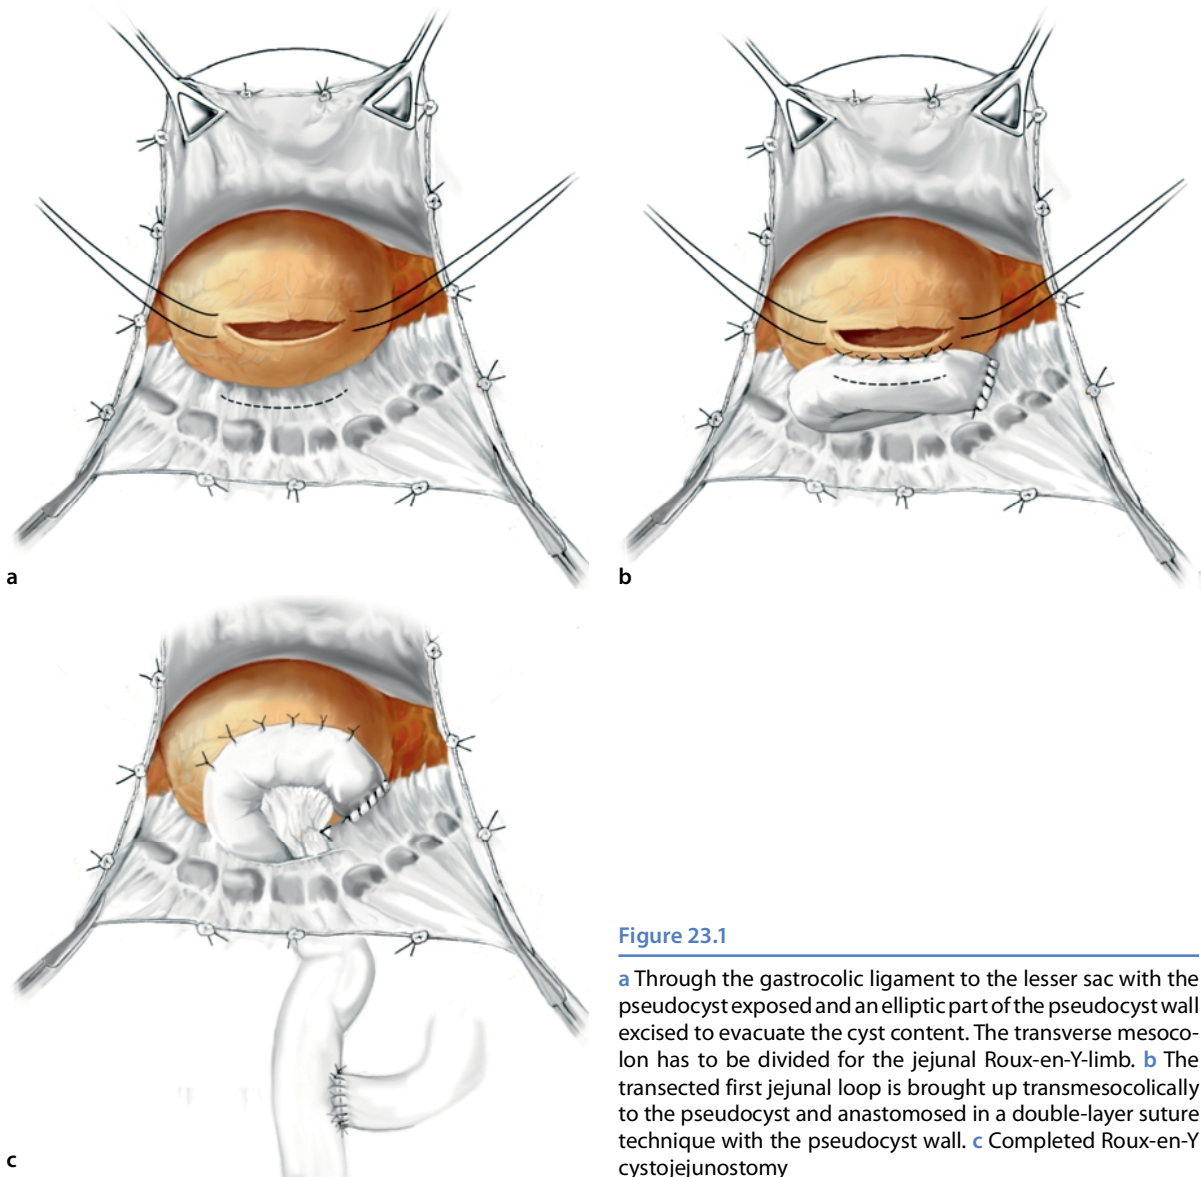 a
b
c
Figure 23.1
a Through the gastrocolic ligament to the lesser sac with the
pseudocyst exposed and an elliptic part of the pseudocyst wall
excised to evacuate the cyst content. The transverse mesoco-
lon has to be divided for the jejunal Roux-en-Y-limb. b The
transected first jejunal loop is brought up transmesocolically
to the pseudocyst and anastomosed in a double-layer suture
technique with the pseudocyst wall. c Completed Roux-en-Y
cystojejunostomy